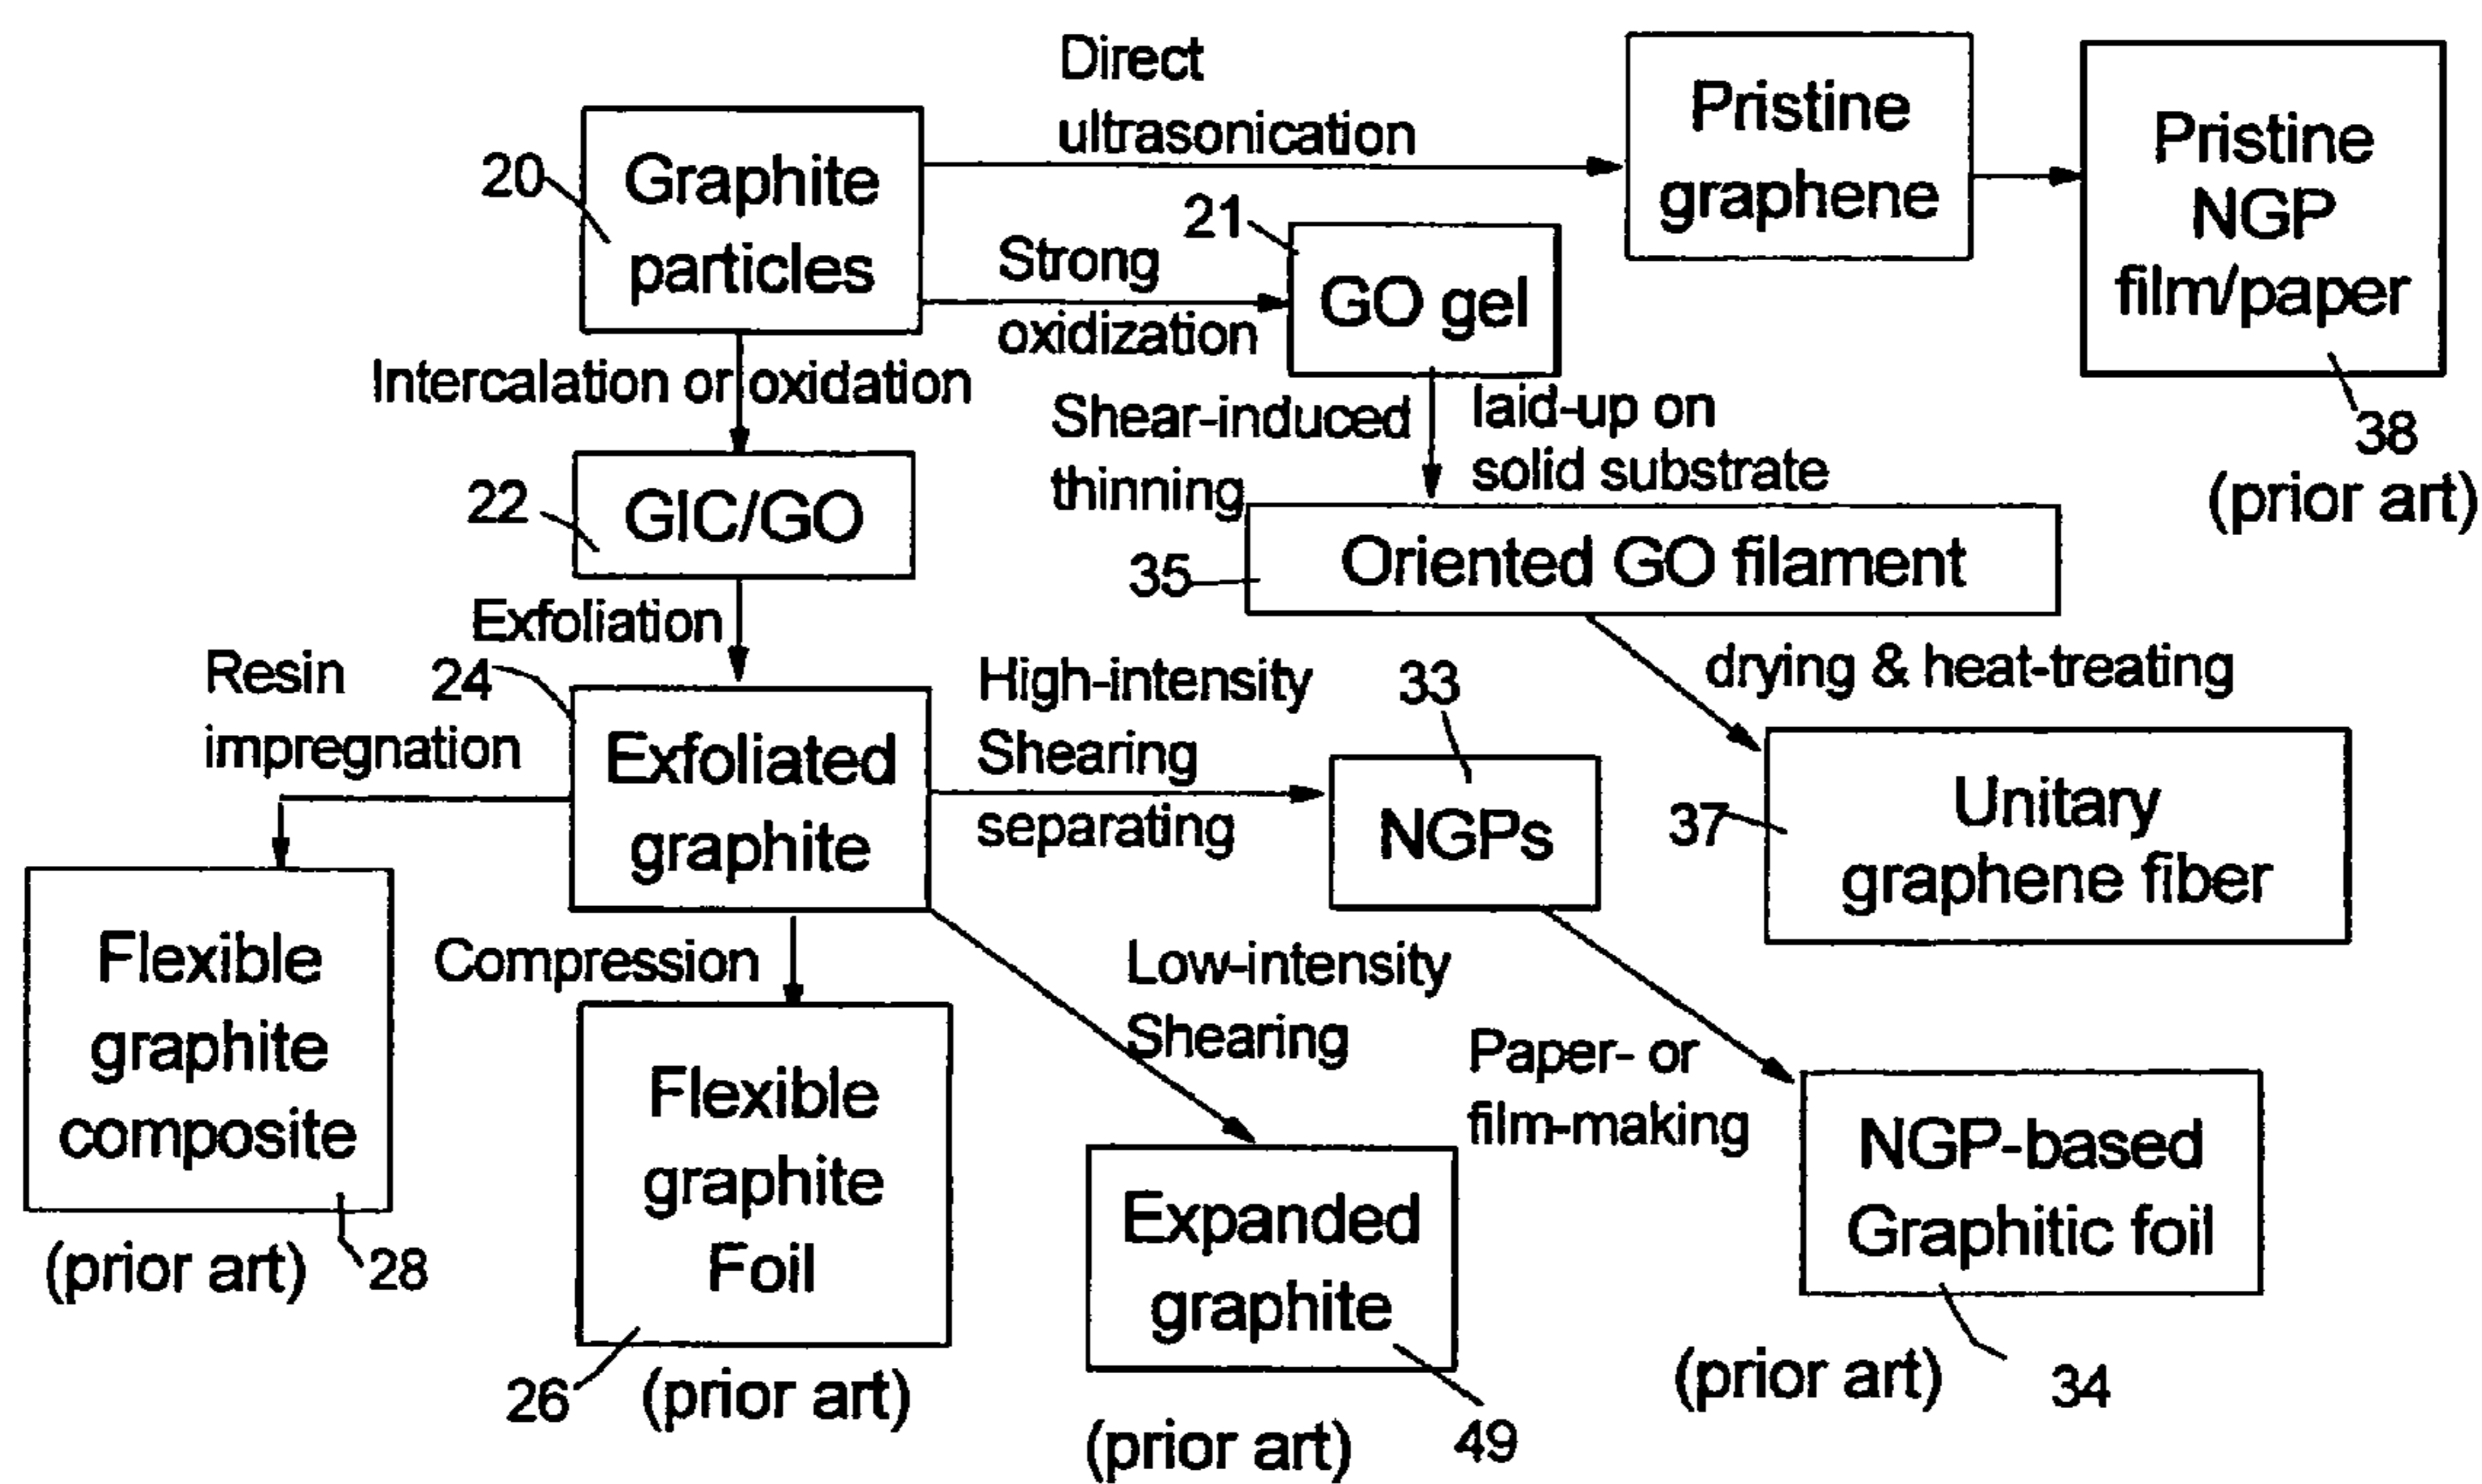 Direct
ultrasonication
Pristine
graphene
Pristine
NGP
film/paper
38
(prior art)
20
Graphite
particles
Strong
oxidization
21
GO gel
Intercalation or oxidation
Shear-induced
thinning
laid-up on
solid substrate
22
GIC/GO
35
Oriented GO filament
Exfoliation
drying & heat-treating
Resin
impregnation
24
Exfoliated
graphite
High-intensity
Shearing
separating
33
NGPs
37
Unitary
graphene fiber
Flexible
graphite
composite
(prior art)
28
Compression
Flexible
graphite
Foil
26
(prior art)
Low-intensity
Shearing
Expanded
graphite
(prior art)
49
Paper- or
film-making
NGP-based
Graphitic foil
(prior art)
34